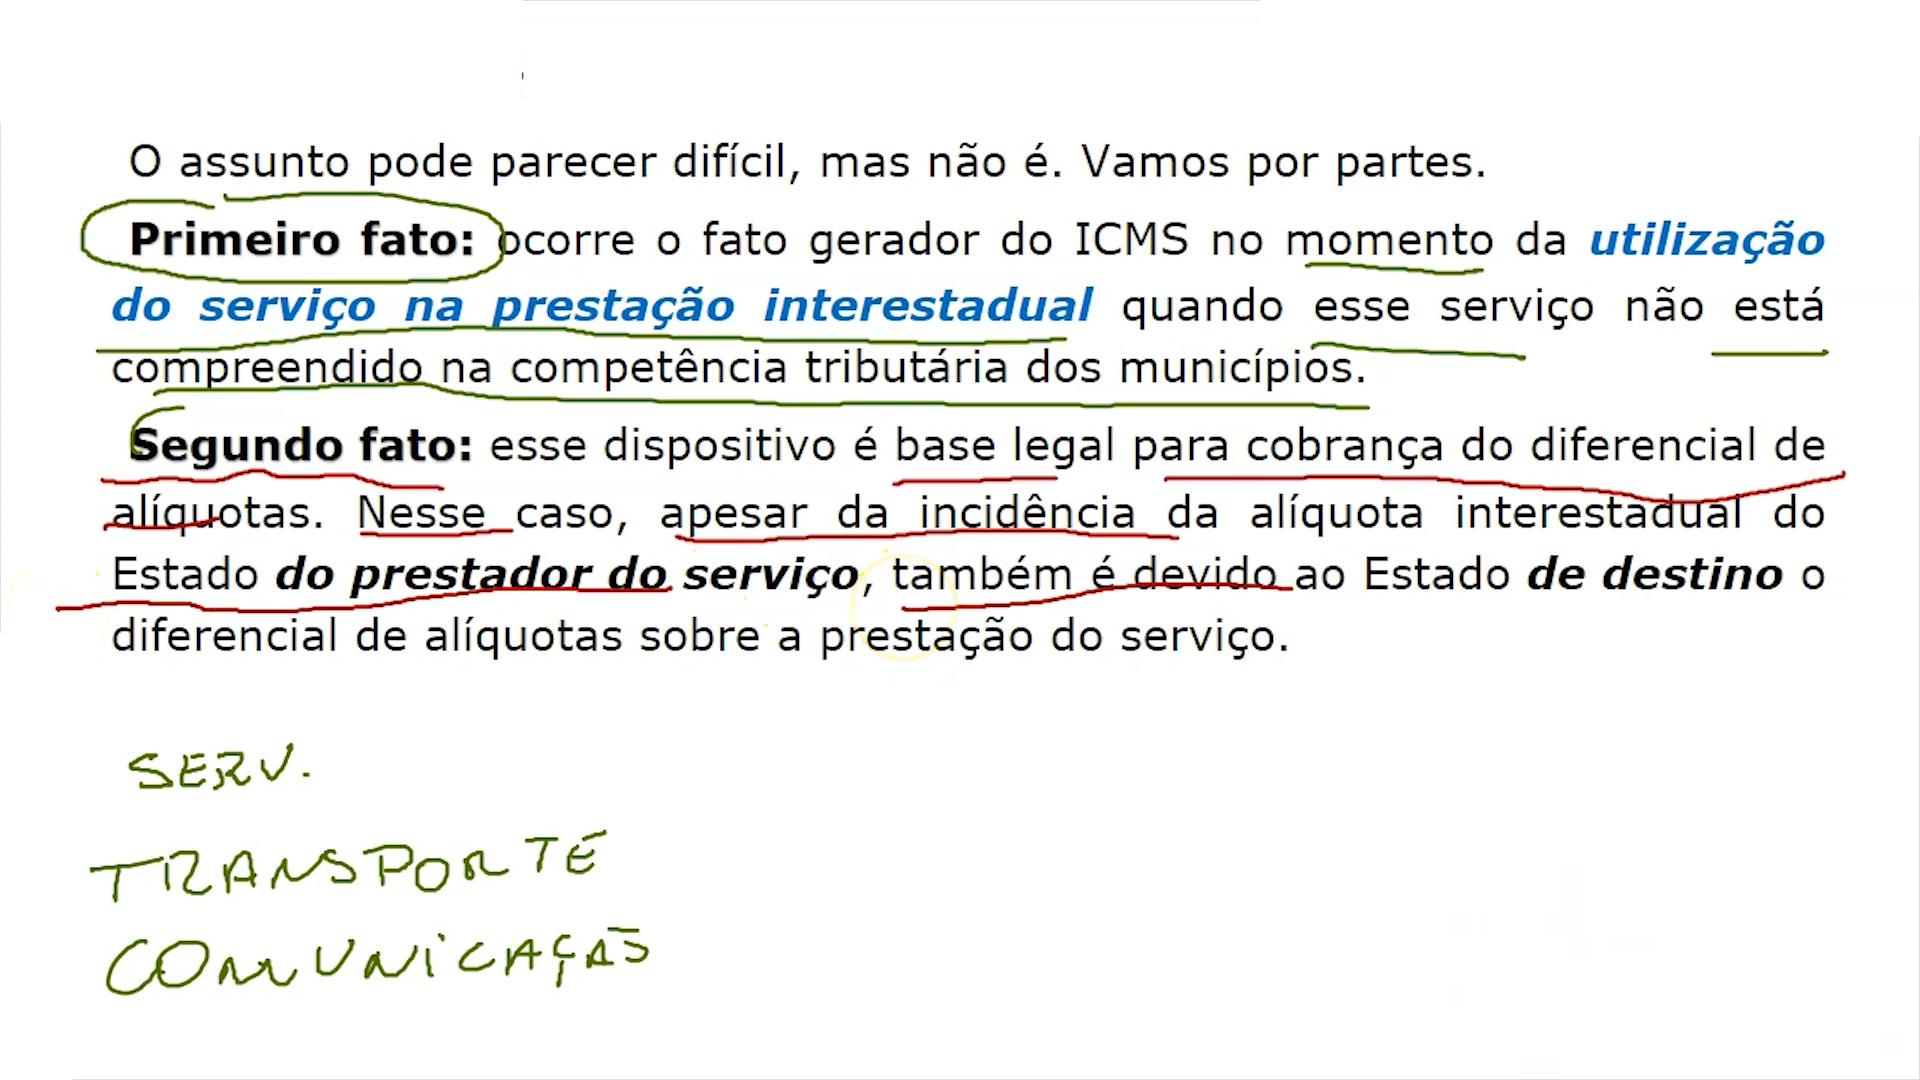 O assunto pode parecer difícil, mas não é. Vamos por partes.
Primeiro fato: ocorre o fato gerador do ICMS no momento da utilização
do serviço na prestação interestadual quando esse serviço não está
compreendido na competência tributária dos municípios.
Segundo fato: esse dispositivo é base legal para cobrança do diferencial de
alíquotas. Nesse caso, apesar da incidência da alíquota interestadual do
Estado do prestador do serviço, também é devido ao Estado de destino o
diferencial de alíquotas sobre a prestação do serviço.
SERV.
TRANSPORTE
COMUNICAÇÃO